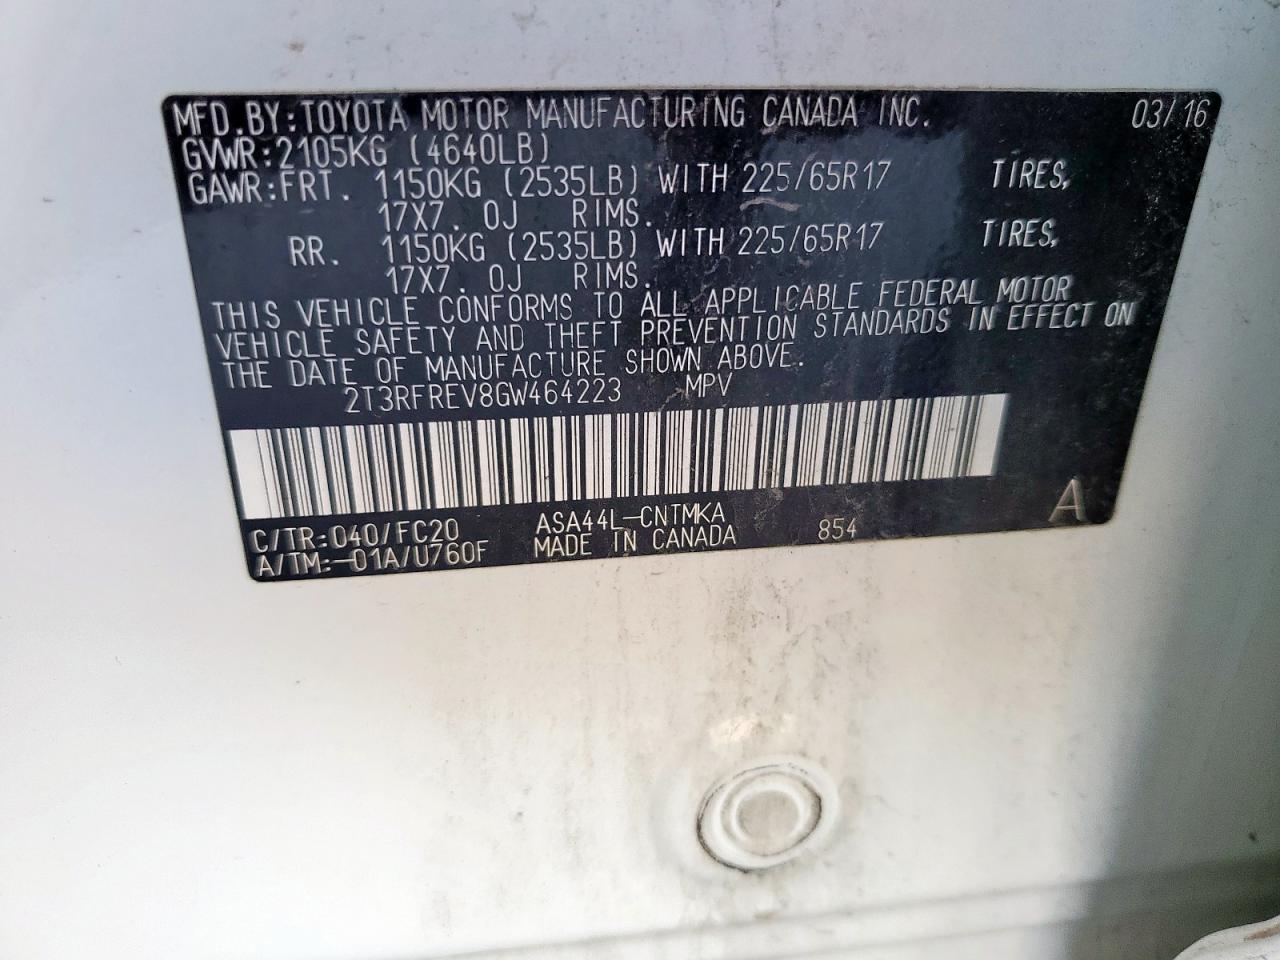 MFD.BY:TOYOTA MOTOR MANUFACTURING CANADA INC. 03/16
GVWR:2105KG (4640LB)
GAWR:FRT. 1150KG (2535LB) WITH 225/65R17 TIRES,
17X7.0J RIMS.
RR. 1150KG (2535LB) WITH 225/65R17 TIRES,
17X7.0J RIMS.
THIS VEHICLE CONFORMS TO ALL APPLICABLE FEDERAL MOTOR
VEHICLE SAFETY AND THEFT PREVENTION STANDARDS IN EFFECT ON
THE DATE OF MANUFACTURE SHOWN ABOVE.
2T3RFREV8GW464223 MPV
C/TR:040/FC20 ASA44L-CNTMKA 854 A
A/TM:-01A/U760F MADE IN CANADA